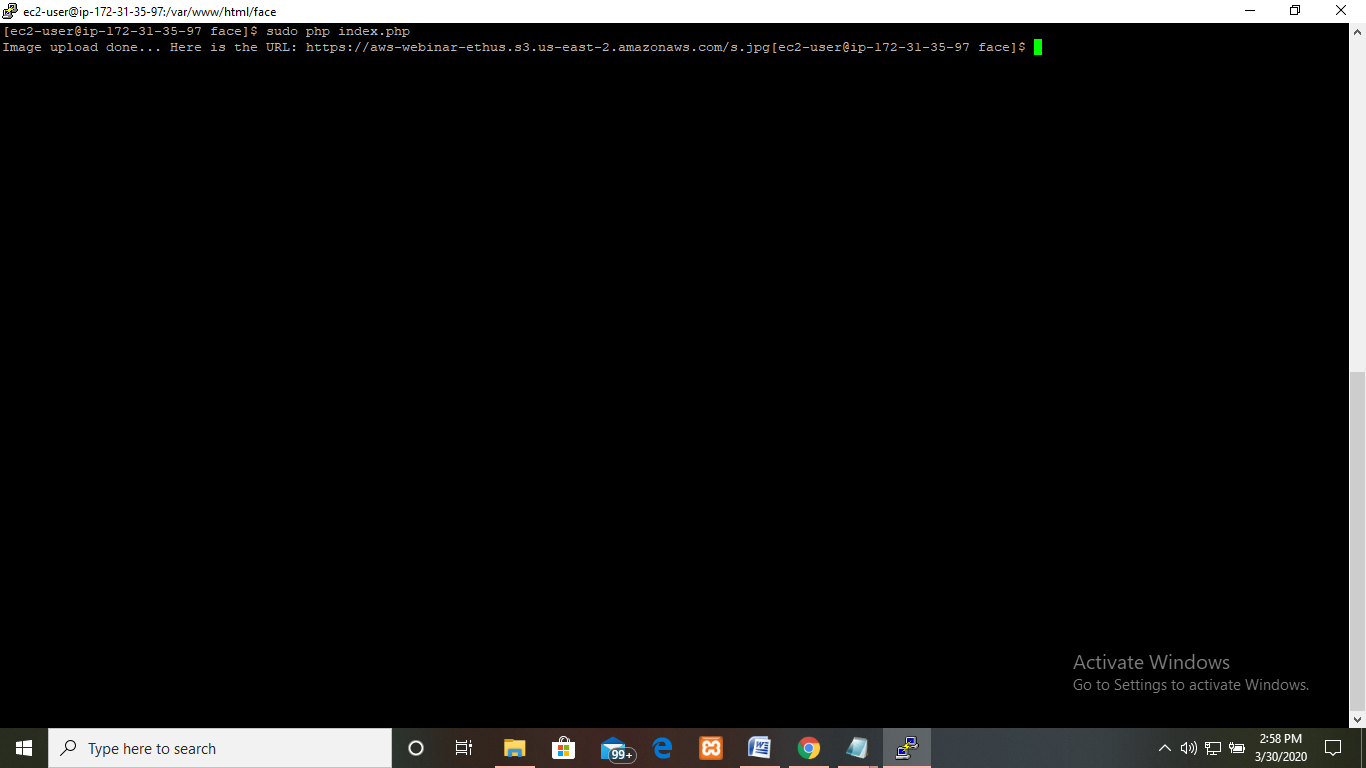 ec2-user@ip-172-31-35-97:/var/www/html/face
[ec2-user@ip-172-31-35-97 face]$ sudo php index.php
Image upload done... Here is the URL: https://aws-webinar-ethus.s3.us-east-2.amazonaws.com/s.jpg[ec2-user@ip-172-31-35-97 face]$
Activate Windows
Go to Settings to activate Windows.
Type here to search
99+
2:58 PM
3/30/2020